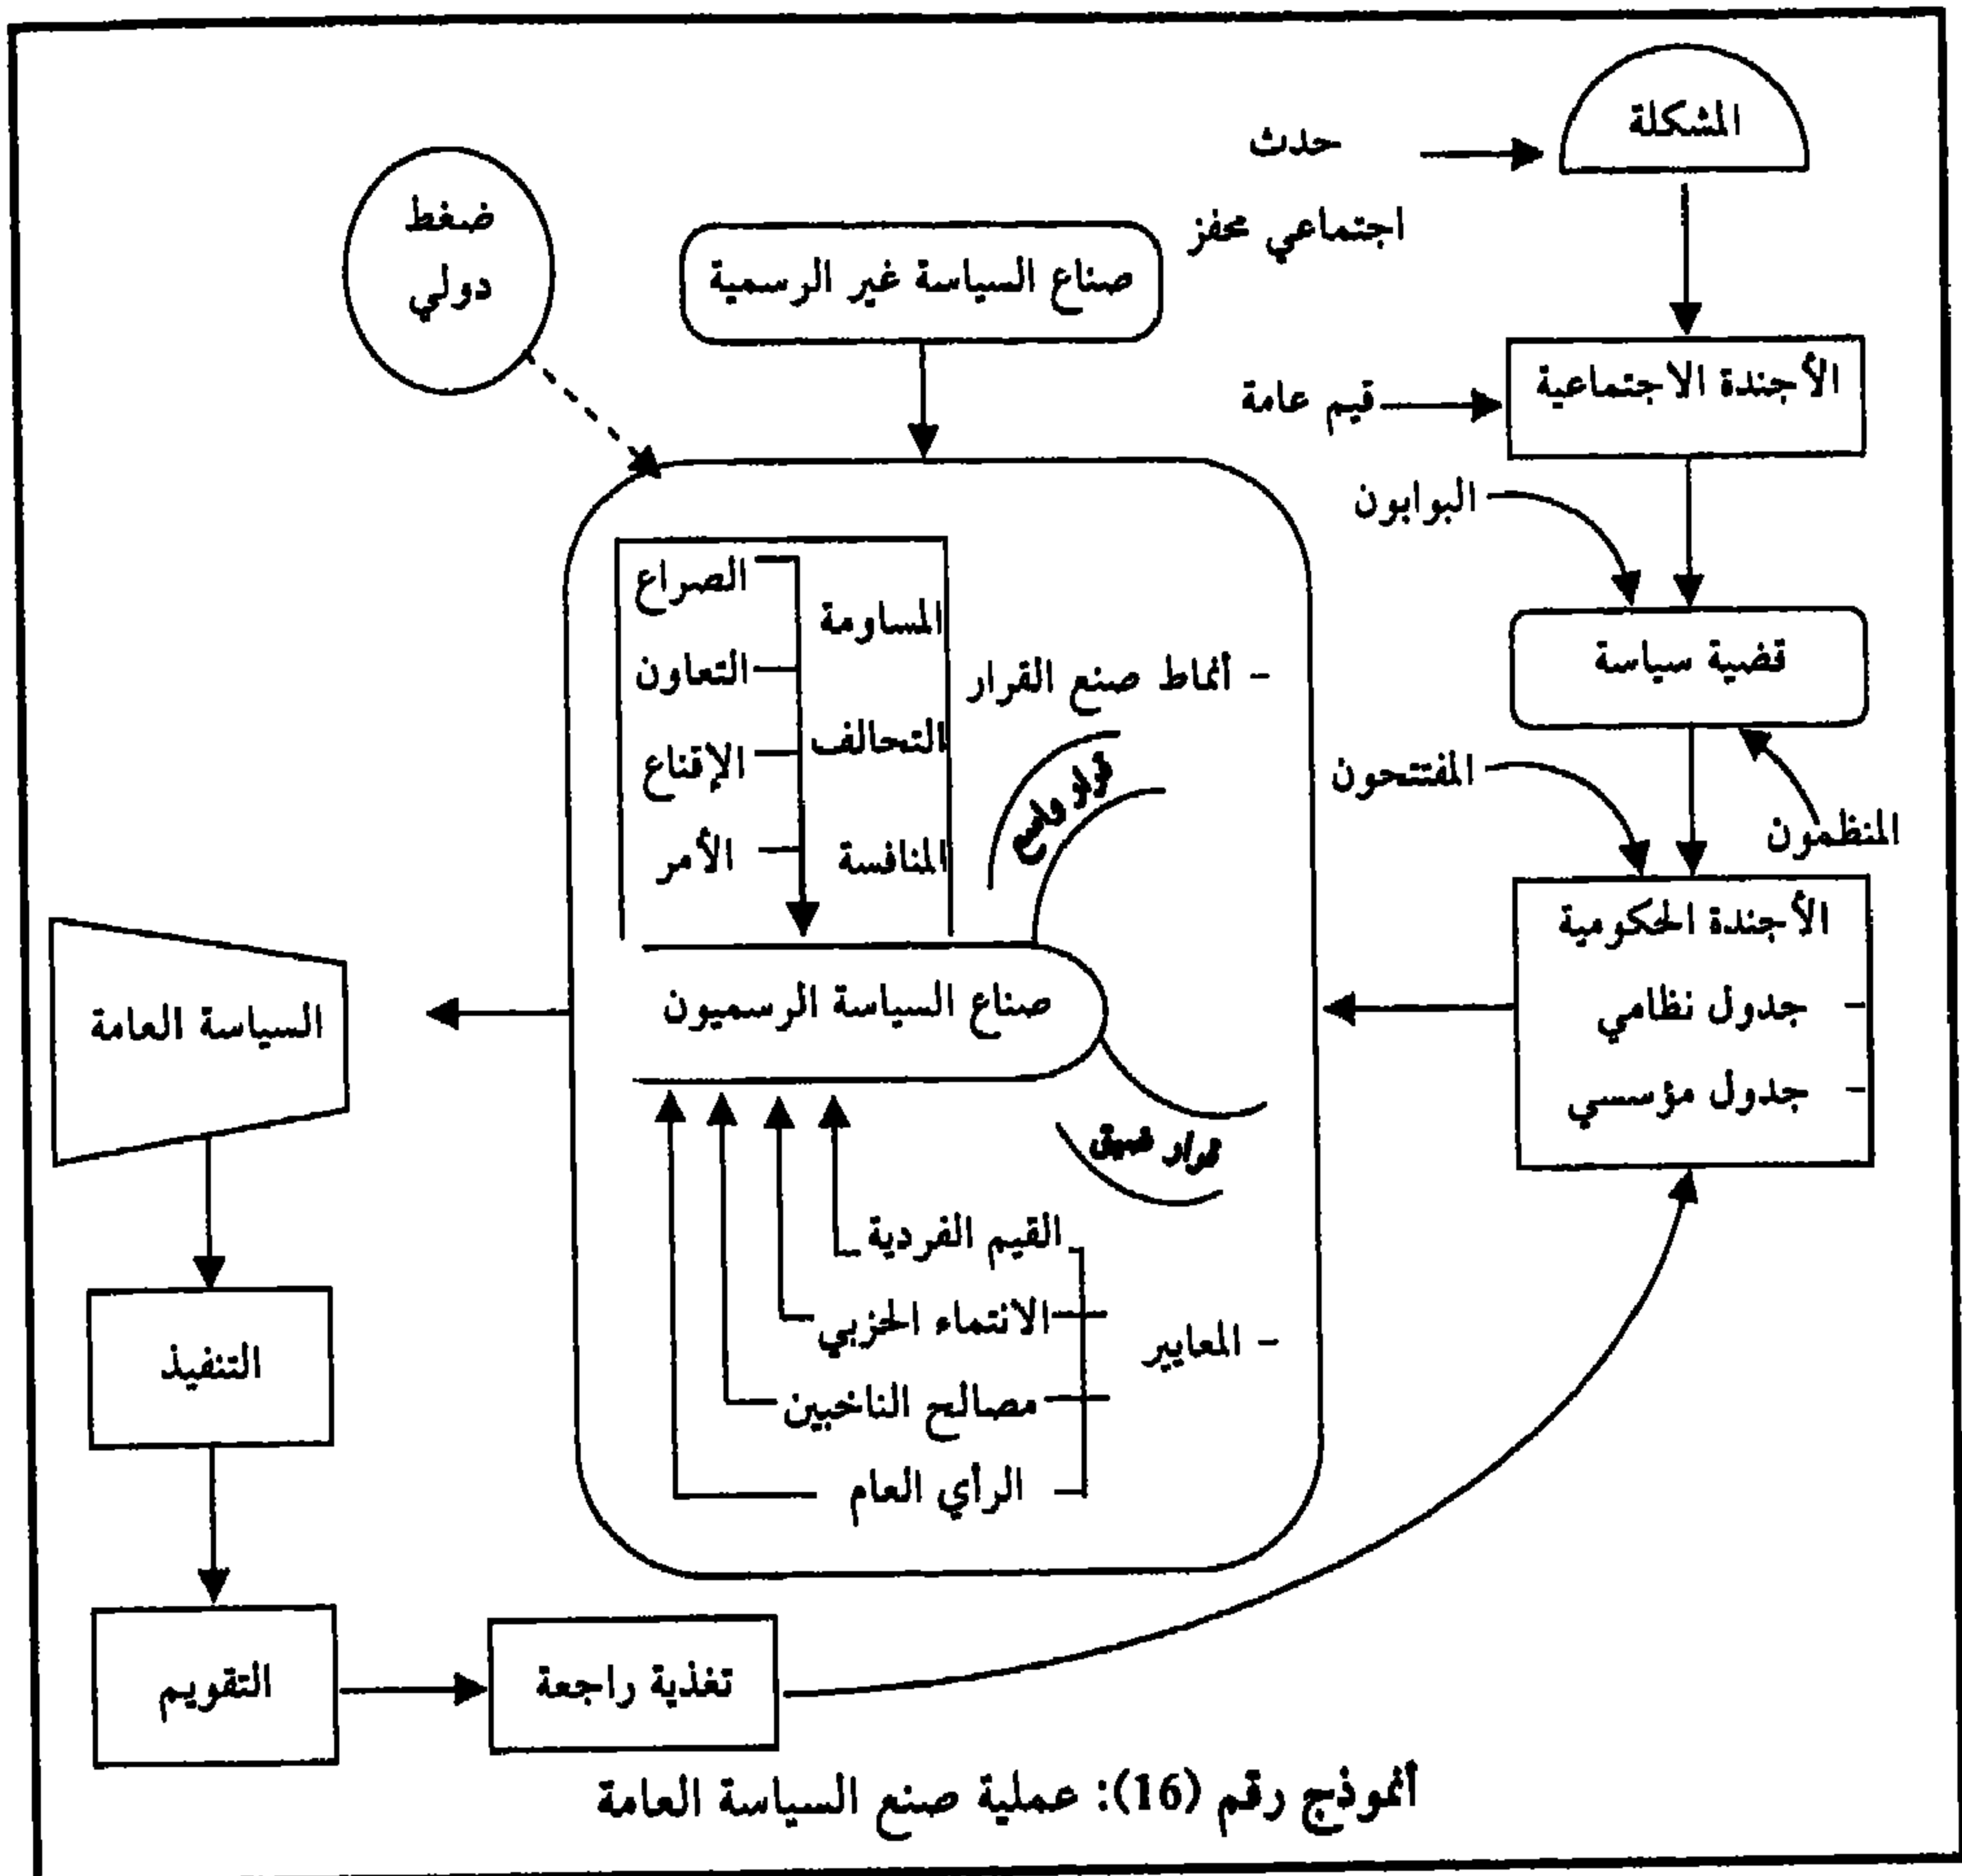 المشكلة
حدث
اجتماعي محفز
ضغط
دولي
صناع السياسة غير الرسمية
الأجندة الاجتماعية
قيم عامة
البوابون
قضية سياسة
المنظمون
المفتتحون
الأجندة الحكومية
- جدول نظامي
- جدول مؤسسي
- أنماط صنع القرار
المساومة
التحالف
المنافسة
الصراع
التعاون
الإقناع
الأمر
صناع السياسة الرسميون
ضيق
- المعايير
القيم الفردية
الانتماء الحزبي
مصالح الناخبين
الرأي العام
السياسة العامة
التنفيذ
التقويم
تغذية راجعة
أنموذج رقم (16): عملية صنع السياسة العامة